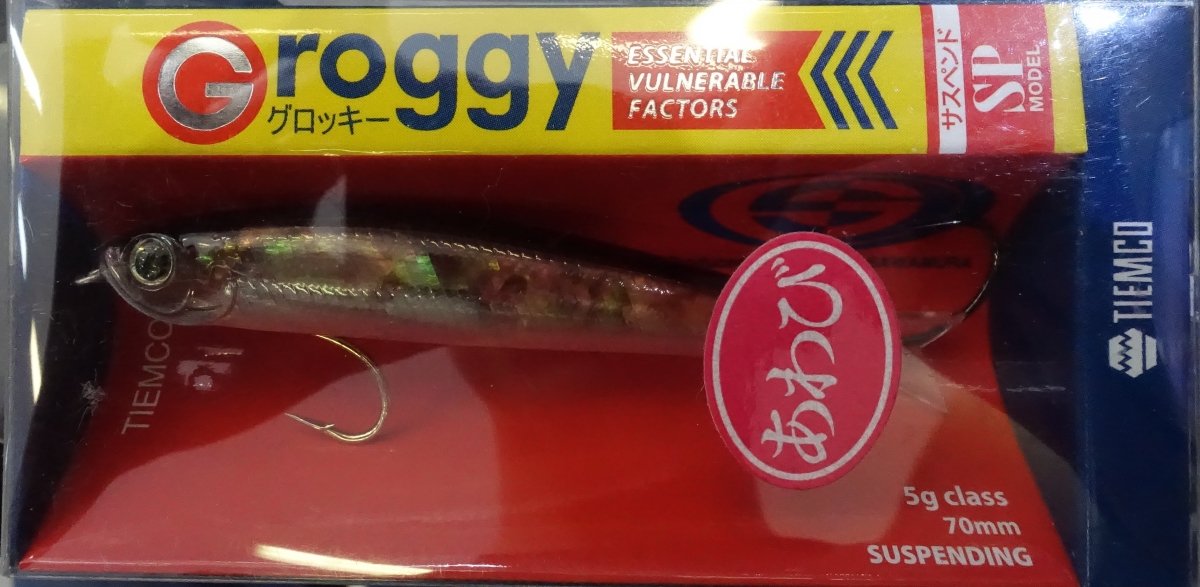 Groggy
グロッキー
ESSENTIAL
VULNERABLE
FACTORS
サスペンド
SP
MODEL
TIEMCO
TIEMCO
あわび
5g class
70mm
SUSPENDING